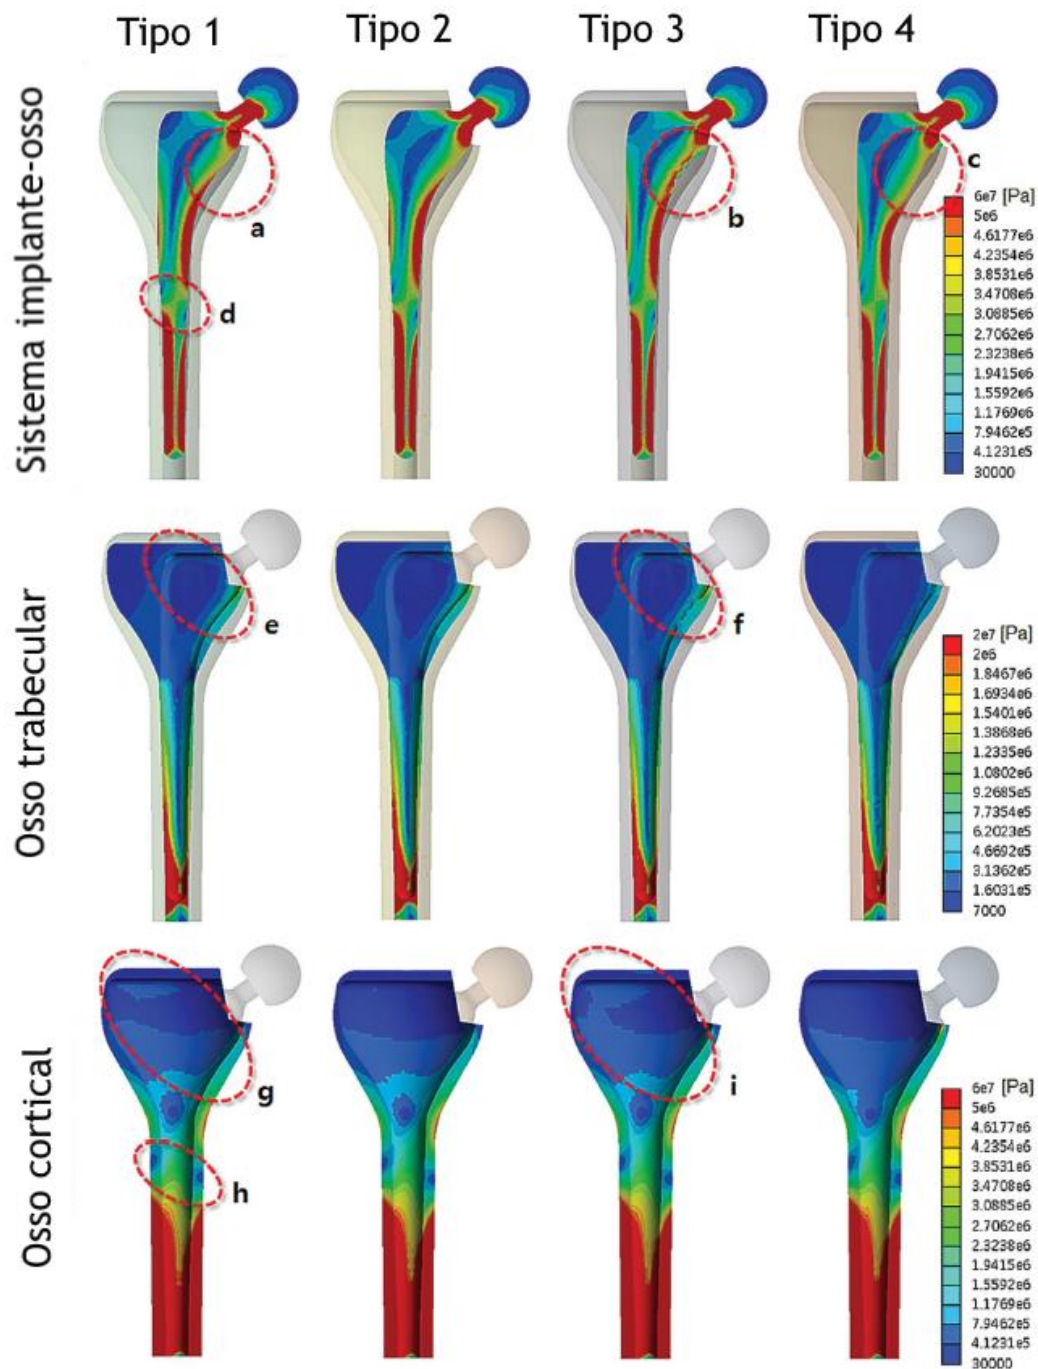 Tipo 1
Tipo 2
Tipo 3
Tipo 4
Sistema implante-osso
a
b
c
d
6e7 [Pa]
5e6
4.6177e6
4.2354e6
3.8531e6
3.4708e6
3.0885e6
2.7062e6
2.3238e6
1.9415e6
1.5592e6
1.1769e6
7.9462e5
4.1231e5
30000
Osso trabecular
e
f
2e7 [Pa]
2e6
1.8467e6
1.6934e6
1.5401e6
1.3868e6
1.2335e6
1.0802e6
9.2685e5
7.7354e5
6.2023e5
4.6692e5
3.1362e5
1.6031e5
7000
Osso cortical
g
i
h
6e7 [Pa]
5e6
4.6177e6
4.2354e6
3.8531e6
3.4708e6
3.0885e6
2.7062e6
2.3238e6
1.9415e6
1.5592e6
1.1769e6
7.9462e5
4.1231e5
30000